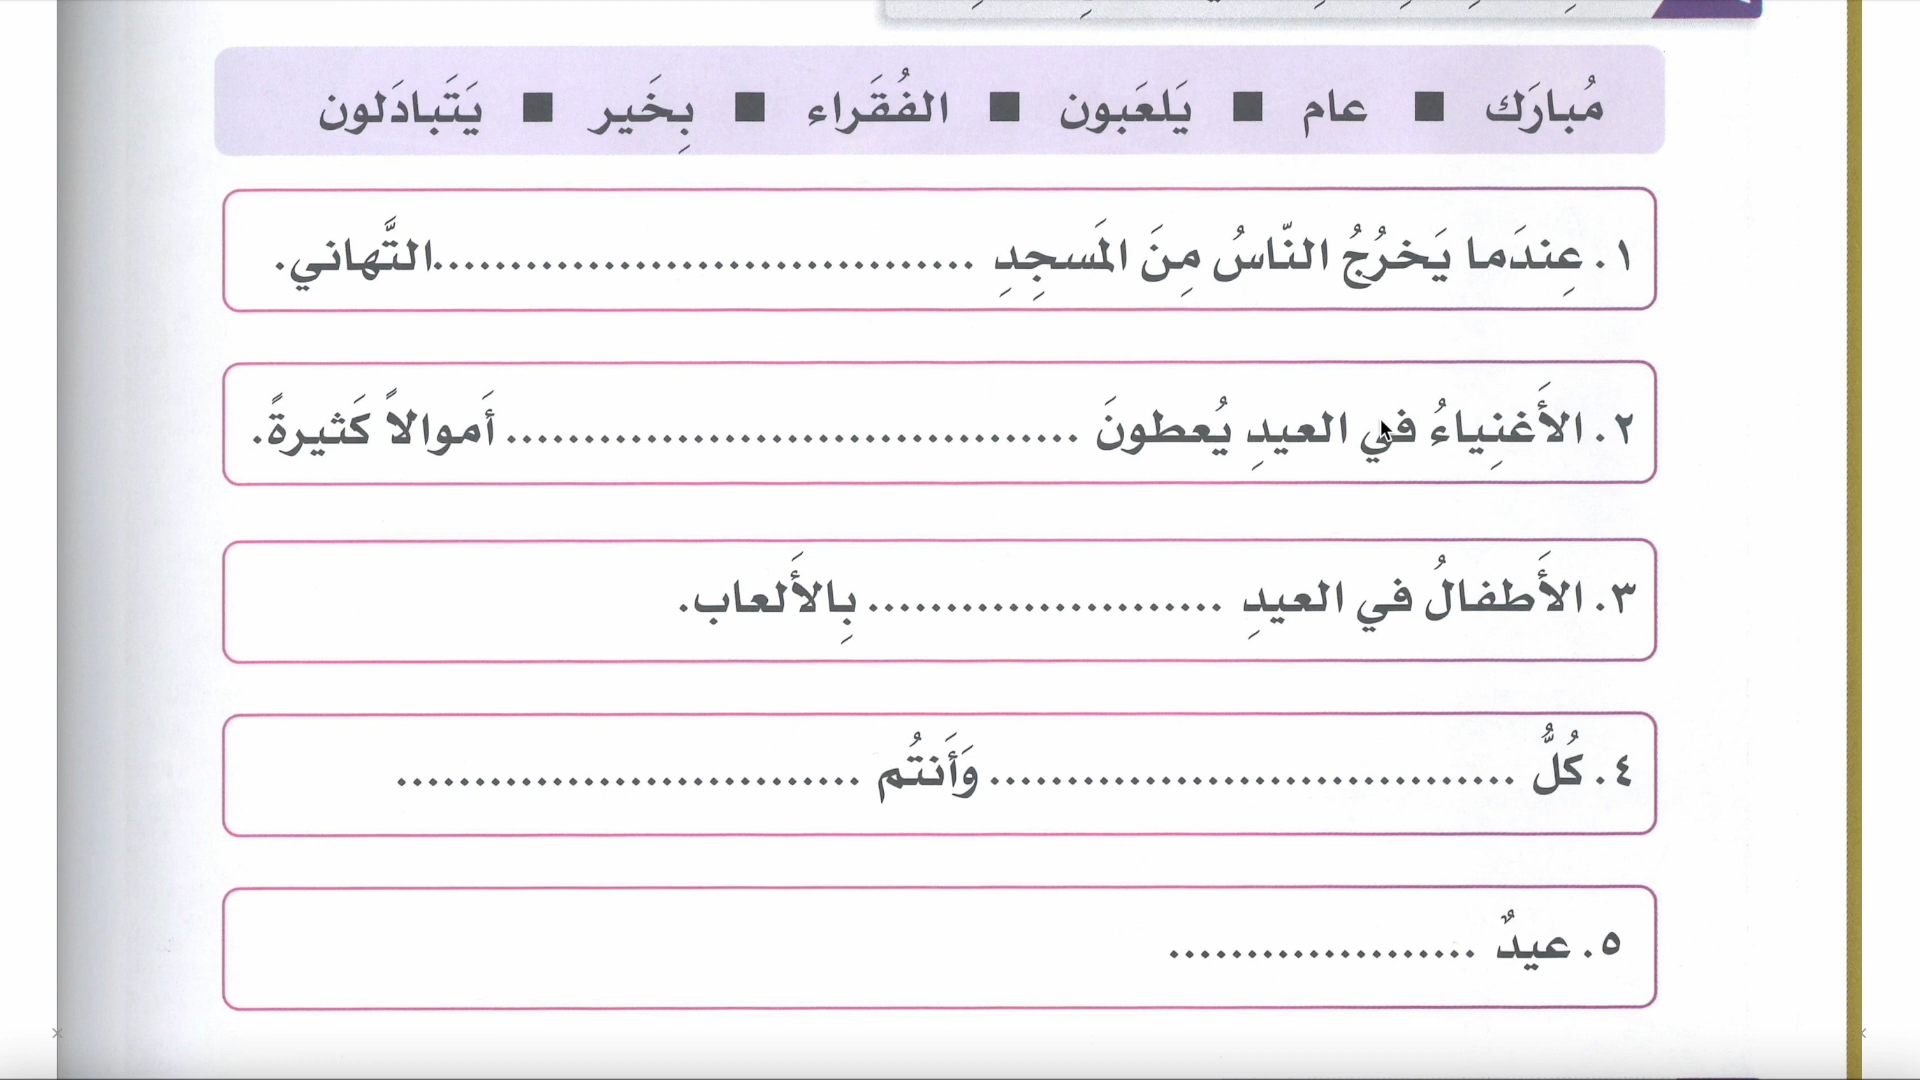 مُبارَك ■ عام ■ يَلعَبون ■ الفُقَراء ■ بِخَير ■ يَتَبادَلون
١. عِندَما يَخرُجُ النّاسُ مِنَ المَسجِدِ ...................................التَّهاني.
٢. الأَغنِياءُ في العيدِ يُعطونَ ..................................... أَموالاً كَثيرةً.
٣. الأَطفالُ في العيدِ ....................... بِالأَلعاب.
٤. كُلُّ .................................. وَأَنتُم ..............................
٥. عيدٌ ....................